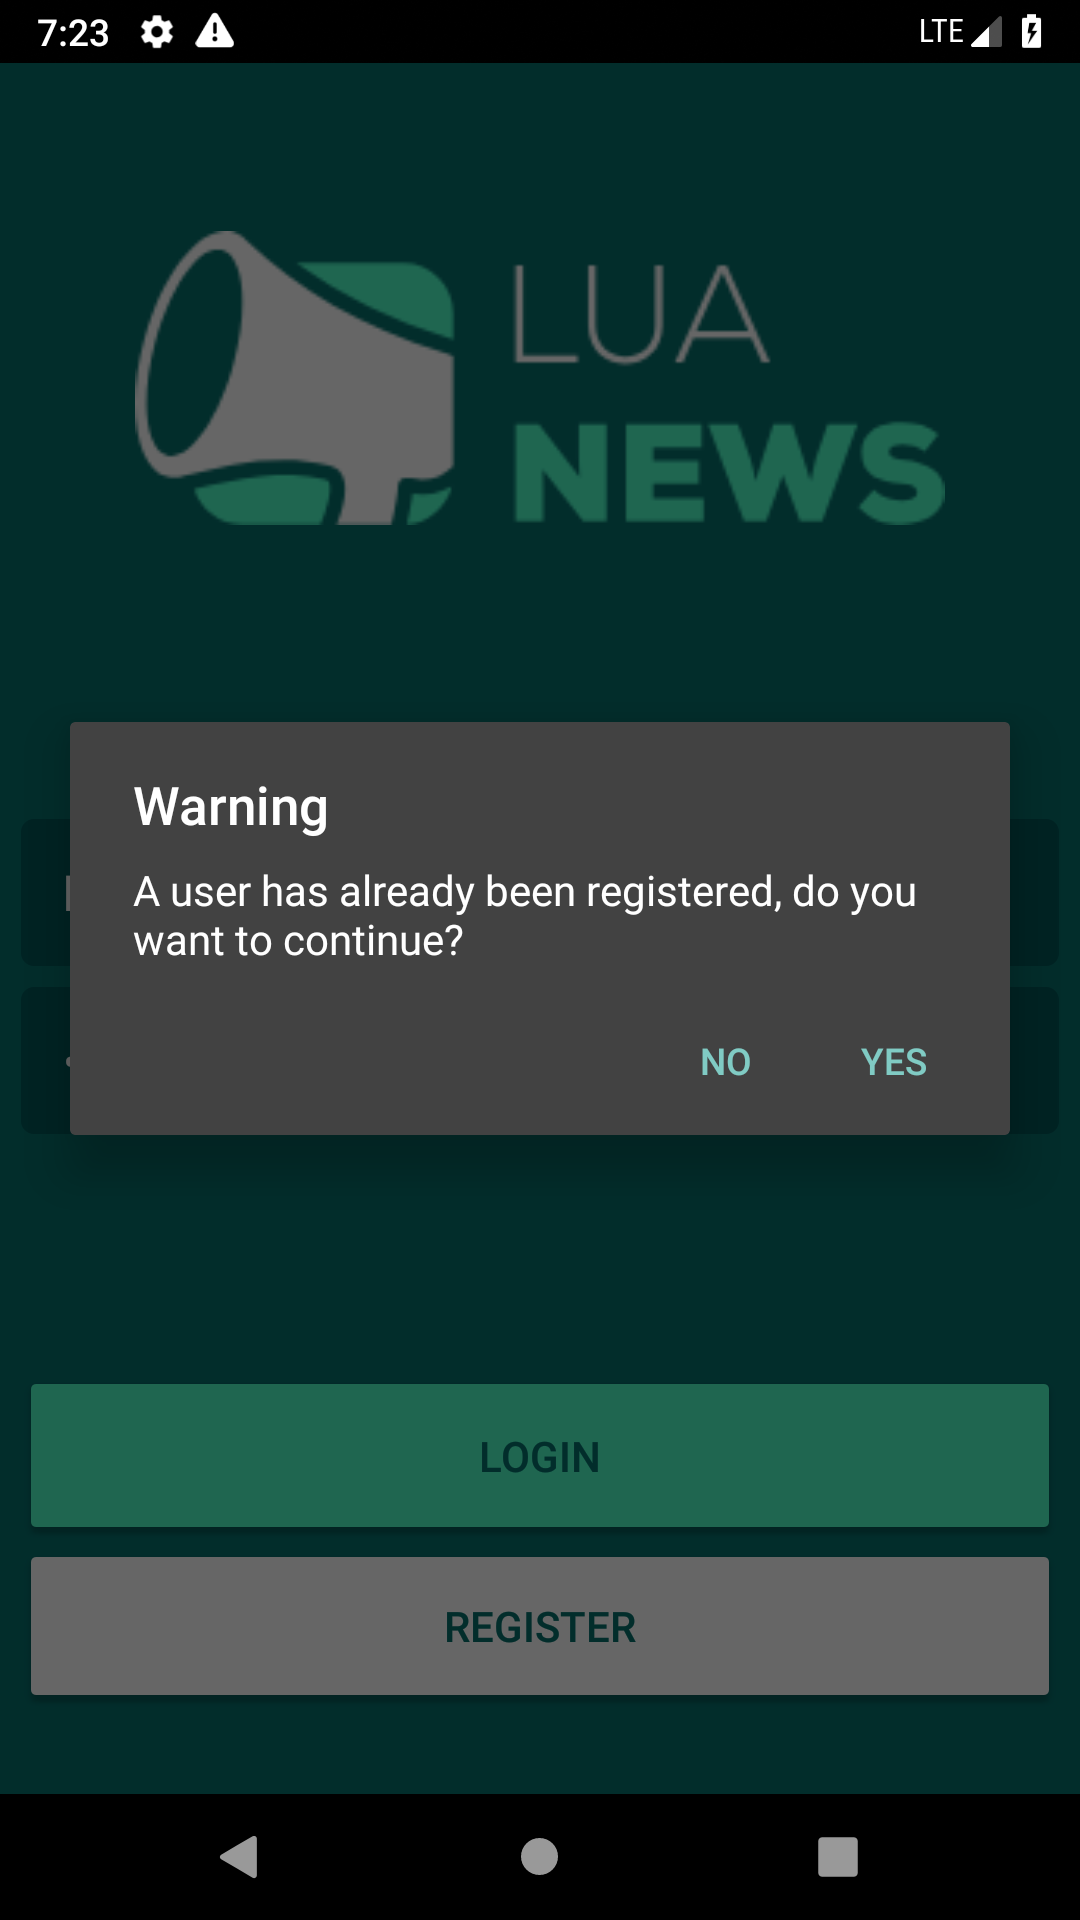 7:23
LTE
LUA
NEWS
Warning
A user has already been registered, do you
want to continue?
NO
YES
LOGIN
REGISTER